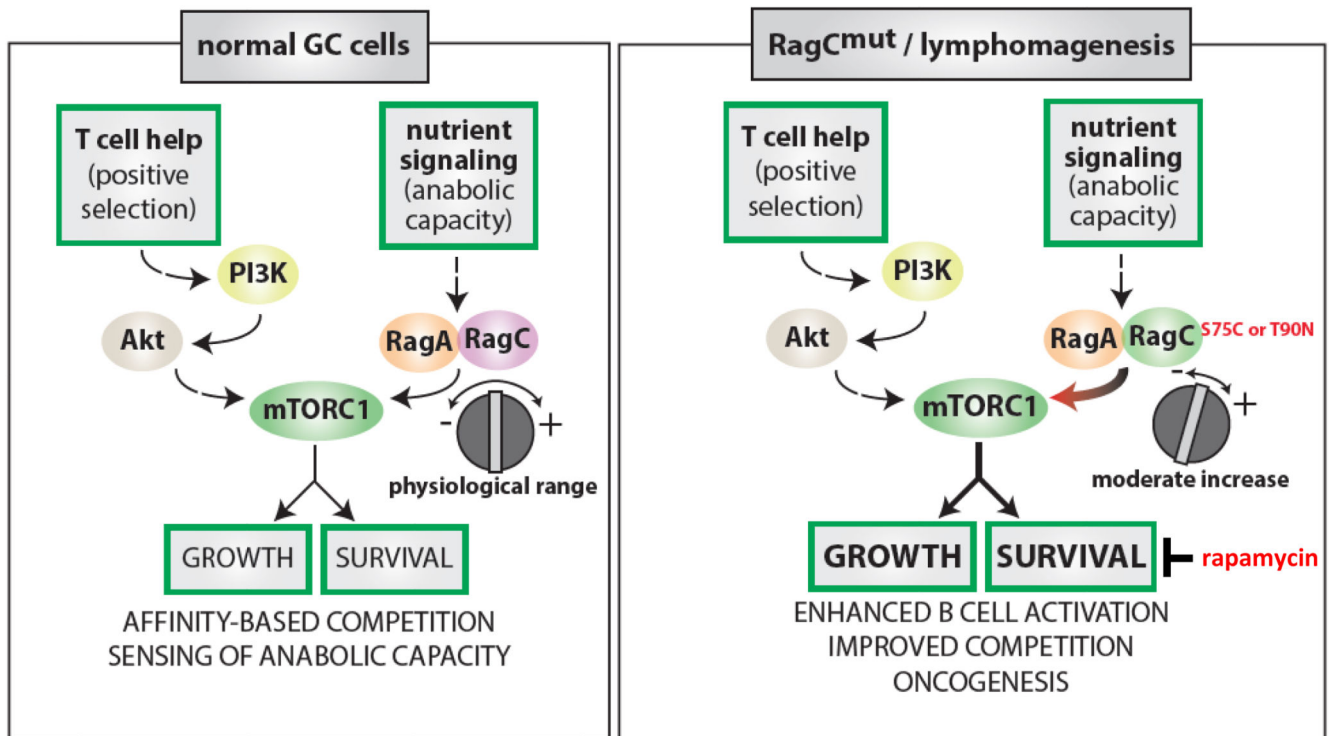 normal GC cells
T cell help
(positive
selection)
nutrient
signaling
(anabolic
capacity)
PI3K
Akt
RagA
RagC
mTORC1
-
+
physiological range
GROWTH
SURVIVAL
AFFINITY-BASED COMPETITION
SENSING OF ANABOLIC CAPACITY
RagCmut / lymphomagenesis
T cell help
(positive
selection)
nutrient
signaling
(anabolic
capacity)
PI3K
Akt
RagA
RagC
S75C or T90N
mTORC1
-
+
moderate increase
GROWTH
SURVIVAL
rapamycin
ENHANCED B CELL ACTIVATION
IMPROVED COMPETITION
ONCOGENESIS